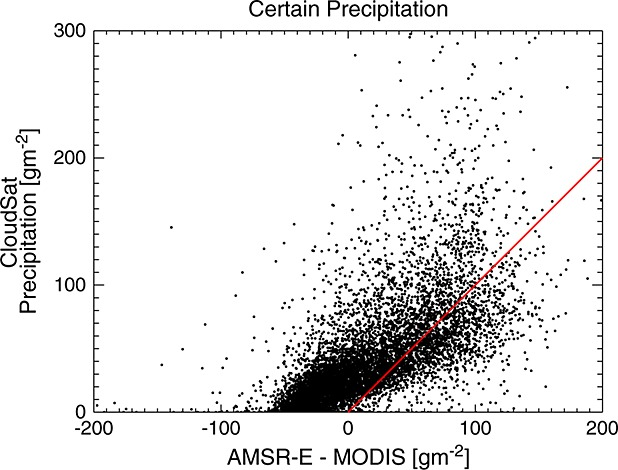 Certain Precipitation
300
200
100
0
CloudSat
Precipitation [gm-2]
-200
-100
0
100
200
AMSR-E - MODIS [gm-2]